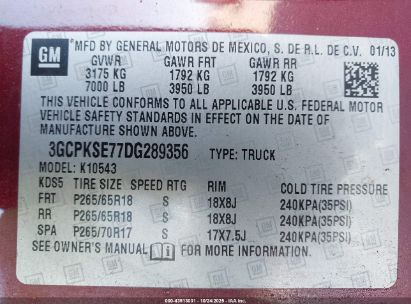 GM
MFD BY GENERAL MOTORS DE MEXICO, S. DE R.L. DE C.V. 01/13
GVWR GAWR FRT GAWR RR
3175 KG 1792 KG 1792 KG
7000 LB 3950 LB 3950 LB
THIS VEHICLE CONFORMS TO ALL APPLICABLE U.S. FEDERAL MOTOR
VEHICLE SAFETY STANDARDS IN EFFECT ON THE DATE OF
MANUFACTURE SHOWN ABOVE.
3GCPKSE77DG289356 TYPE: TRUCK
MODEL: K10543
KDS5 TIRE SIZE SPEED RTG RIM COLD TIRE PRESSURE
FRT P265/65R18 S 18X8J 240KPA(35PSI)
RR P265/65R18 S 18X8J 240KPA(35PSI)
SPA P265/70R17 S 17X7.5J 240KPA(35PSI)
SEE OWNER'S MANUAL FOR MORE INFORMATION.